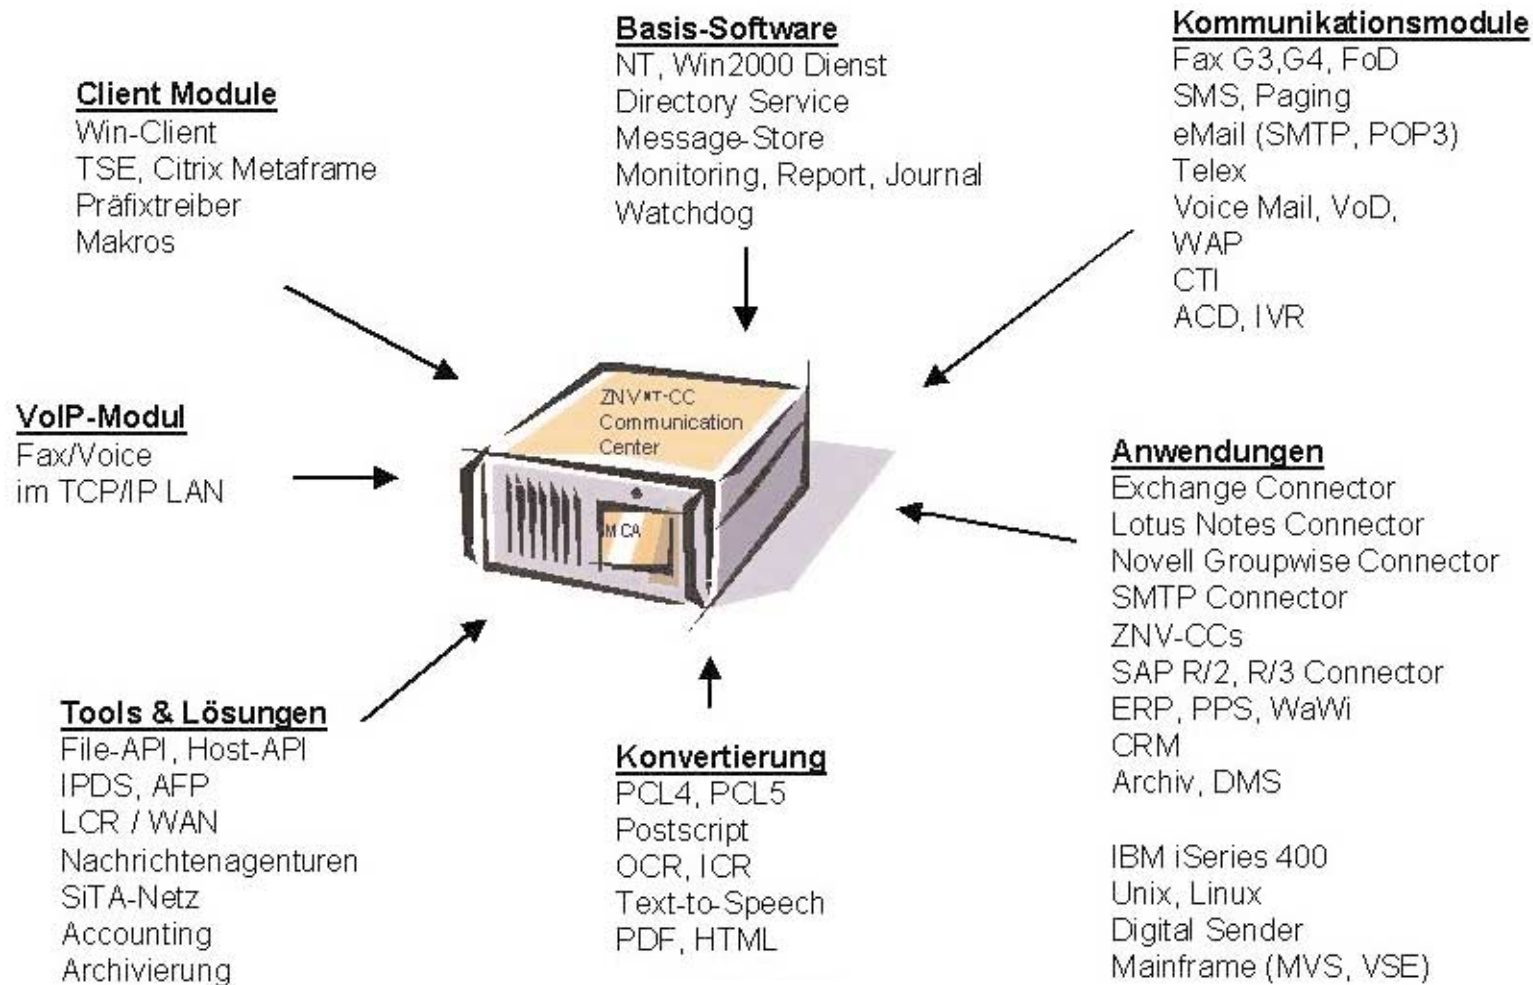 Client Module
Win-Client
TSE, Citrix Metaframe
Präfixtreiber
Makros
Basis-Software
NT, Win2000 Dienst
Directory Service
Message-Store
Monitoring, Report, Journal
Watchdog
Kommunikationsmodule
Fax G3,G4, FoD
SMS, Paging
eMail (SMTP, POP3)
Telex
Voice Mail, VoD,
WAP
CTI
ACD, IVR
VoIP-Modul
Fax/Voice
im TCP/IP LAN
ZNV NT-CC
Communication
Center
MICA
Anwendungen
Exchange Connector
Lotus Notes Connector
Novell Groupwise Connector
SMTP Connector
ZNV-CCs
SAP R/2, R/3 Connector
ERP, PPS, WaWi
CRM
Archiv, DMS
IBM iSeries 400
Unix, Linux
Digital Sender
Mainframe (MVS, VSE)
Tools & Lösungen
File-API, Host-API
IPDS, AFP
LCR / WAN
Nachrichtenagenturen
SiTA-Netz
Accounting
Archivierung
Konvertierung
PCL4, PCL5
Postscript
OCR, ICR
Text-to-Speech
PDF, HTML